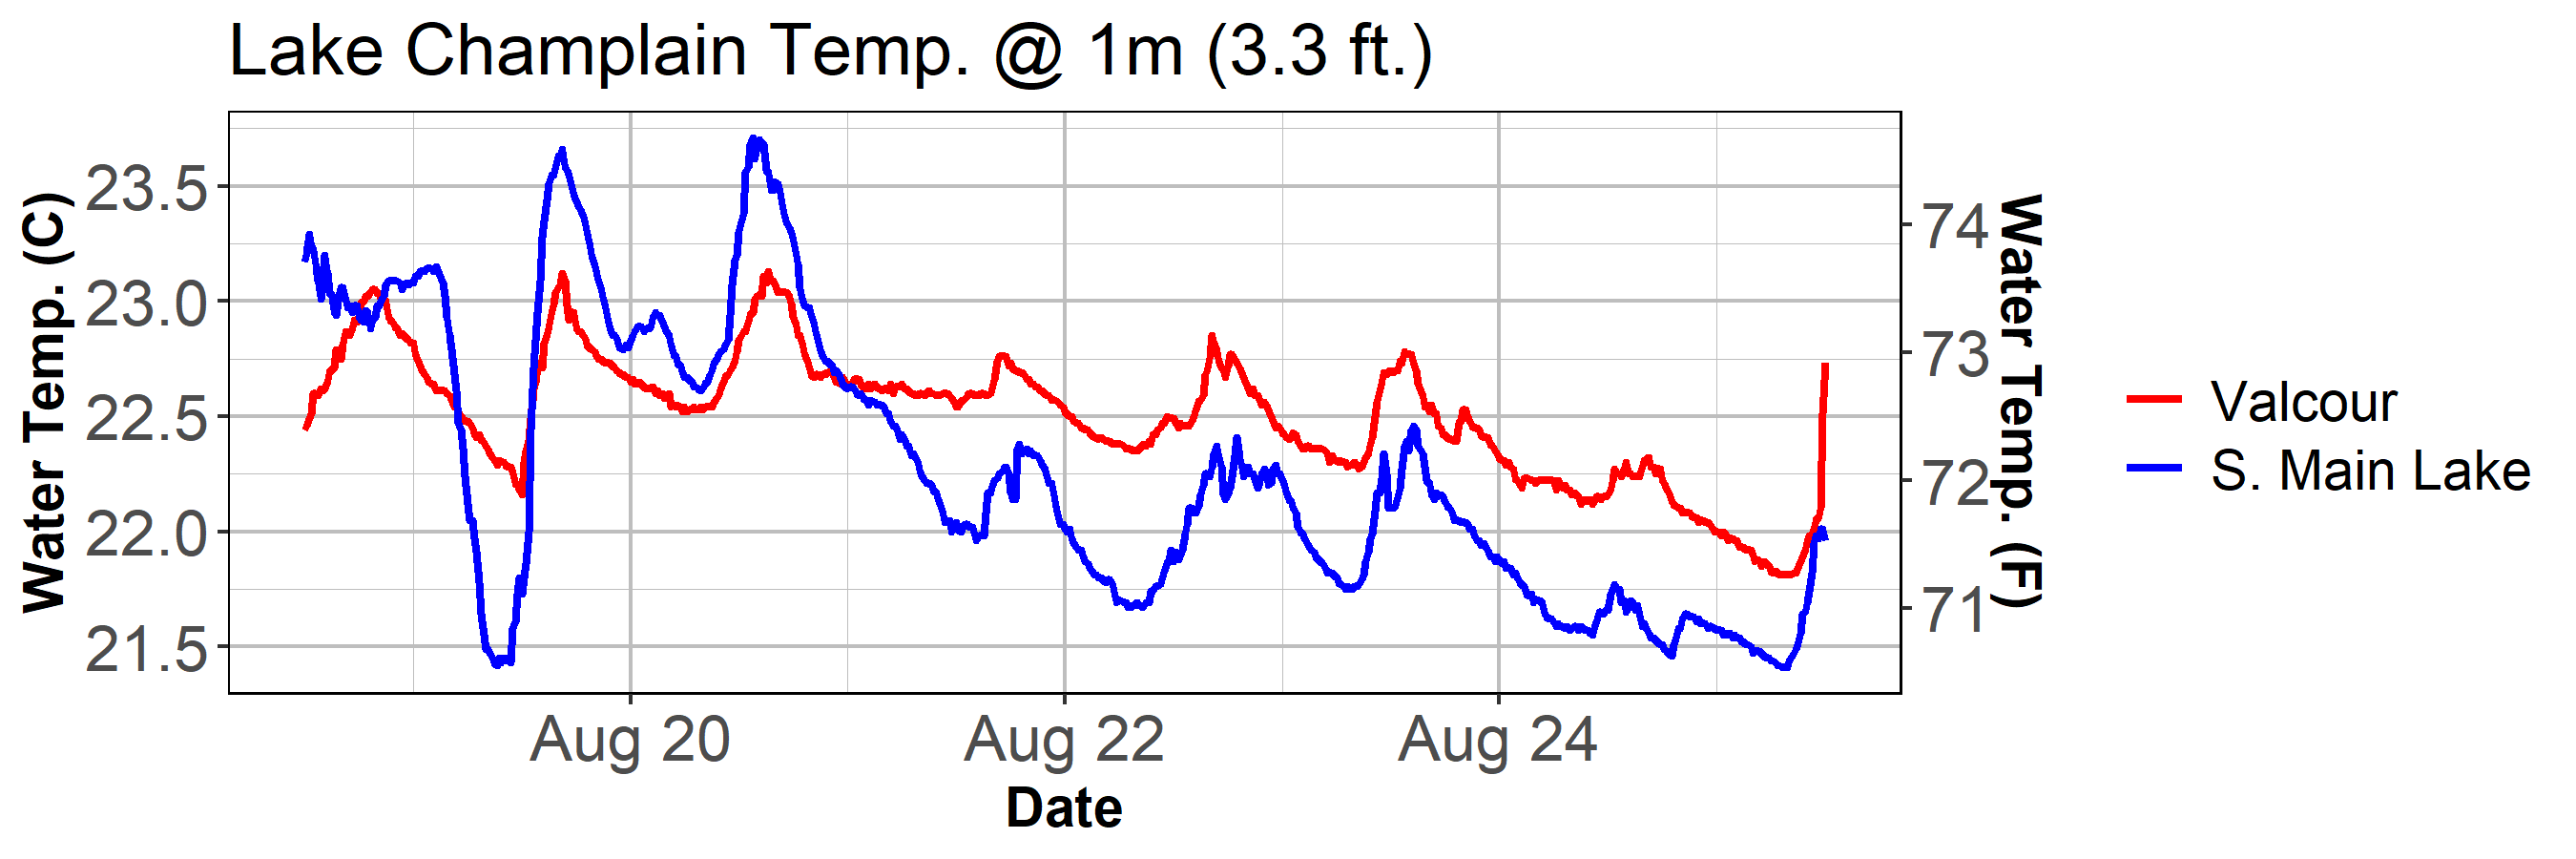 Lake Champlain Temp. @ 1m (3.3 ft.)
Water Temp. (C)
23.5
23.0
22.5
22.0
21.5
74
73
72
71
Water Temp. (F)
Aug 20
Aug 22
Aug 24
Date
Valcour
S. Main Lake